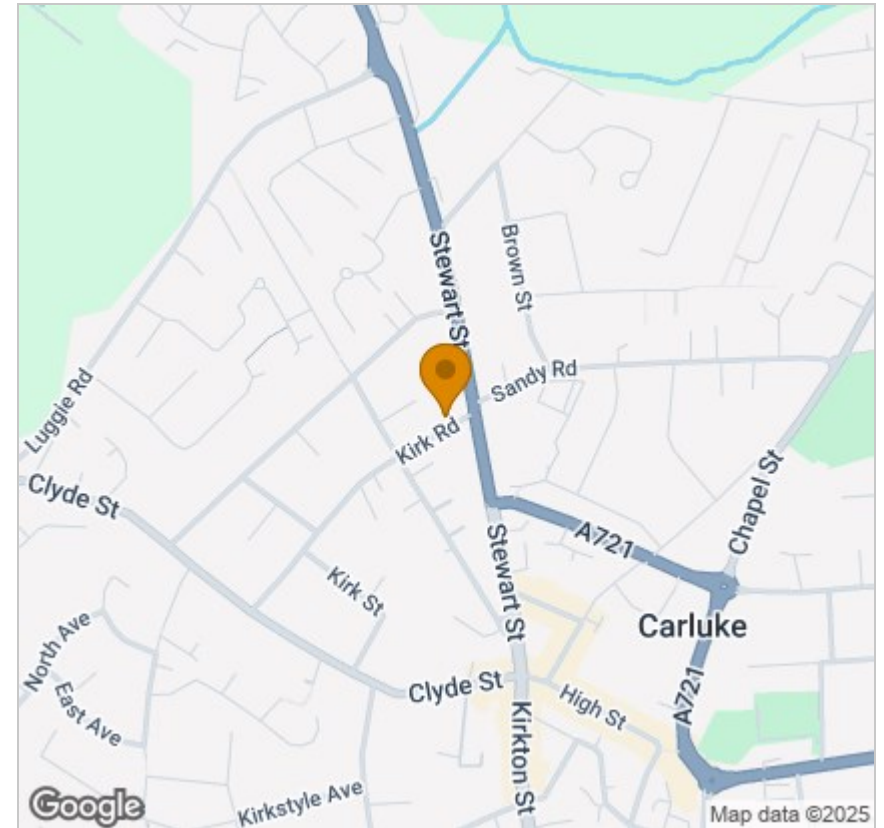 Stewart St
Brown St
Sandy Rd
Luggie Rd
Kirk Rd
Clyde St
A721
Chapel St
Stewart St
Kirk St
Carluke
North Ave
East Ave
Clyde St
High St
A721
Kirkton St
Kirkstyle Ave
Google
Map data ©2025